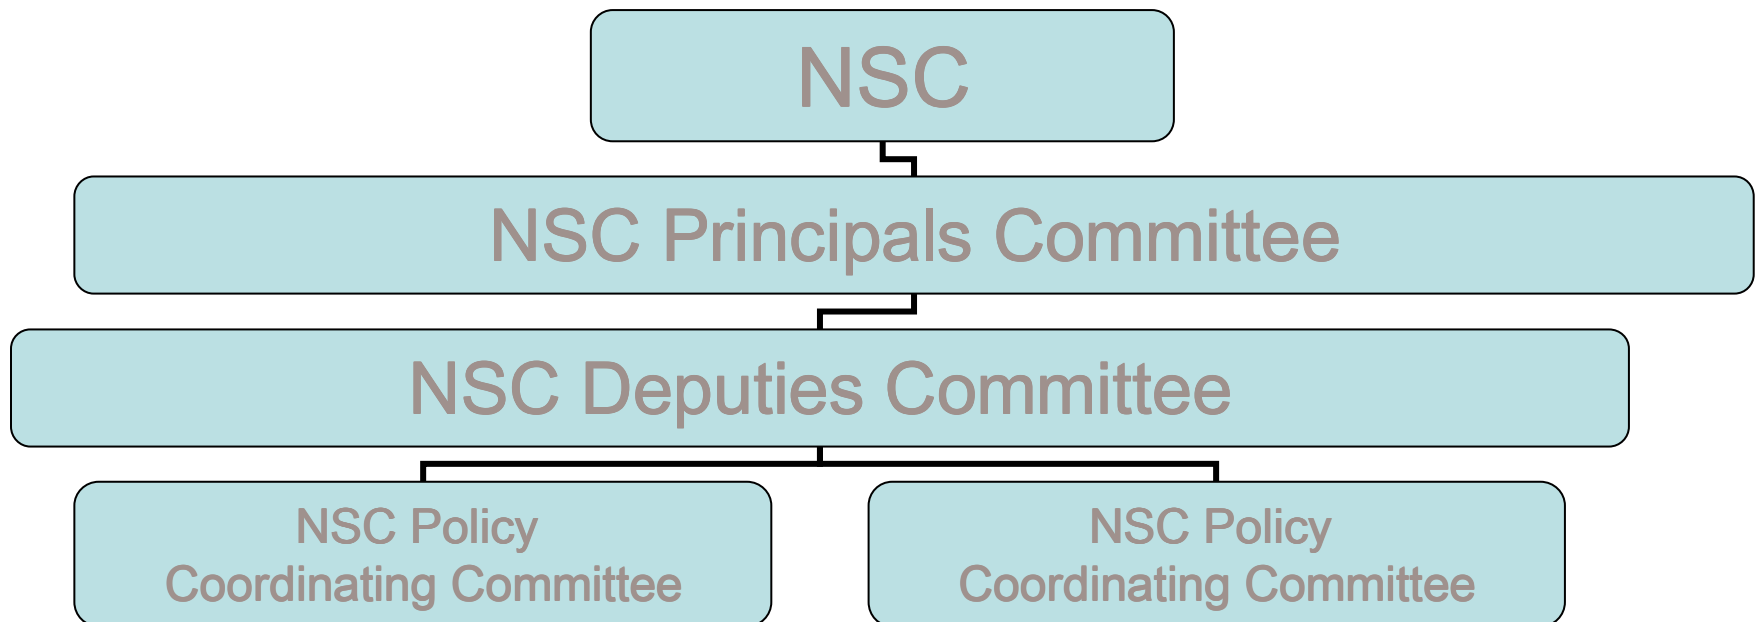 NSC
NSC Principals Committee
NSC Deputies Committee
NSC Policy
Coordinating Committee
NSC Policy
Coordinating Committee